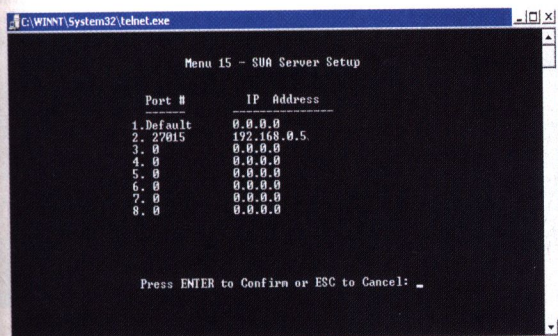 C:\WINNT\System32\telnet.exe
Menu 15 - SUA Server Setup
Port # IP Address
1.Default 0.0.0.0
2. 27015 192.168.0.5
3. 0 0.0.0.0
4. 0 0.0.0.0
5. 0 0.0.0.0
6. 0 0.0.0.0
7. 0 0.0.0.0
8. 0 0.0.0.0
Press ENTER to Confirm or ESC to Cancel: _